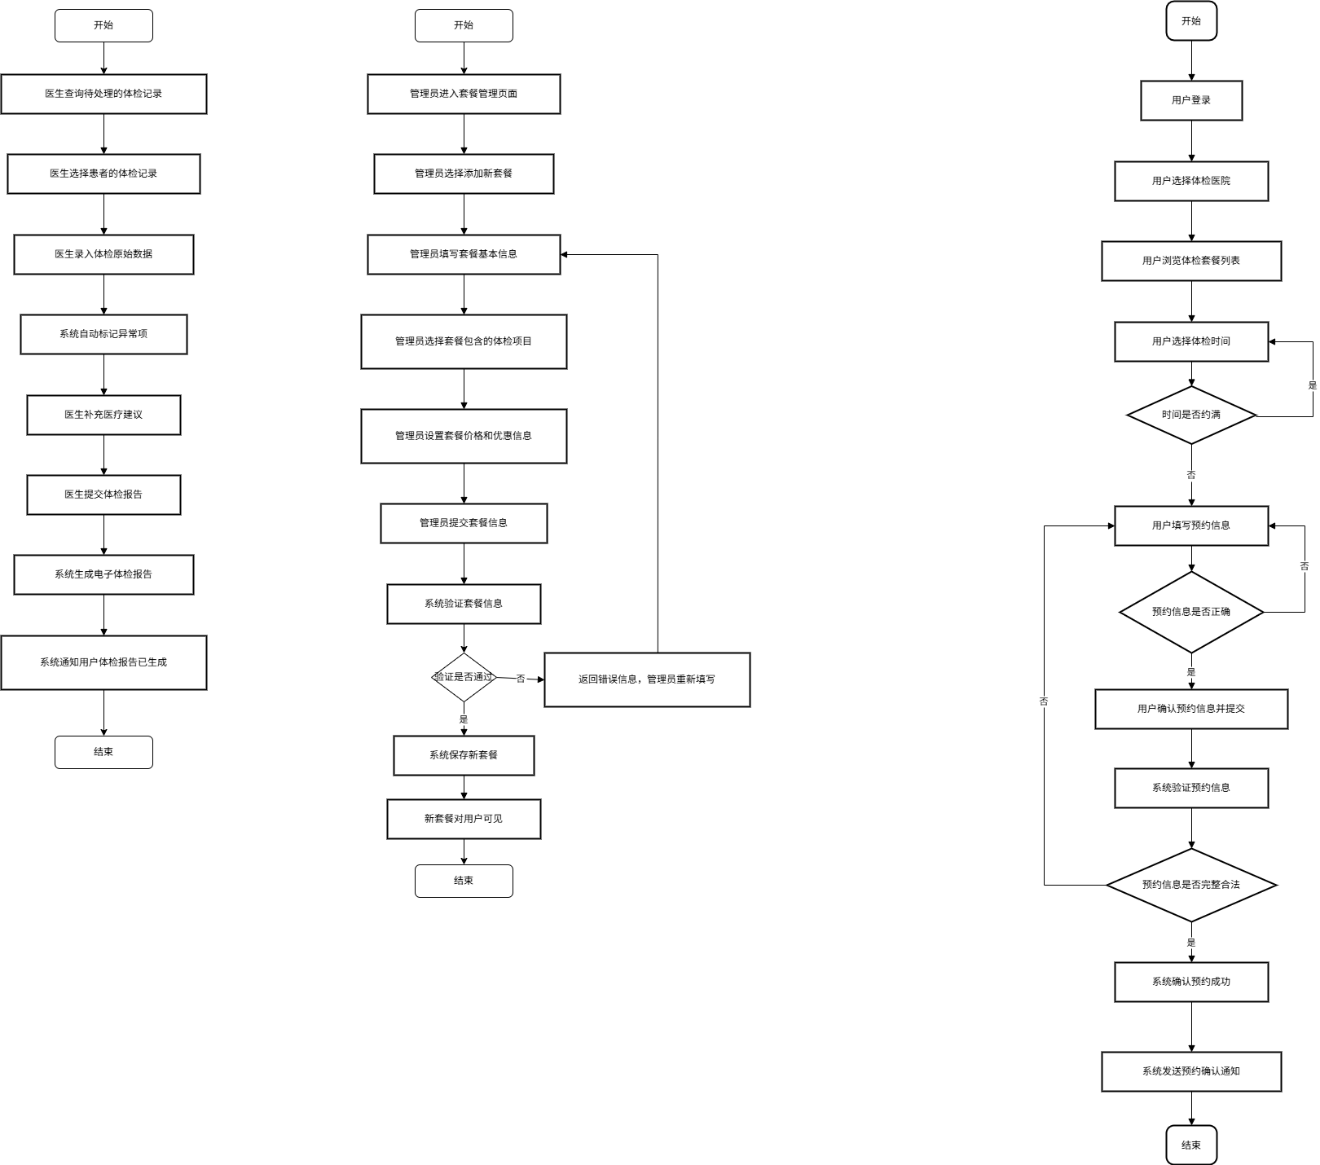 开始
医生查询待处理的体检记录
医生选择患者的体检记录
医生录入体检原始数据
系统自动标记异常项
医生补充医疗建议
医生提交体检报告
系统生成电子体检报告
系统通知用户体检报告已生成
结束
开始
管理员进入套餐管理页面
管理员选择添加新套餐
管理员填写套餐基本信息
管理员选择套餐包含的体检项目
管理员设置套餐价格和优惠信息
管理员提交套餐信息
系统验证套餐信息
验证是否通过
否
返回错误信息，管理员重新填写
是
系统保存新套餐
新套餐对用户可见
结束
开始
用户登录
用户选择体检医院
用户浏览体检套餐列表
用户选择体检时间
是
时间是否约满
否
用户填写预约信息
否
预约信息是否正确
是
用户确认预约信息并提交
否
系统验证预约信息
预约信息是否完整合法
是
系统确认预约成功
系统发送预约确认通知
结束